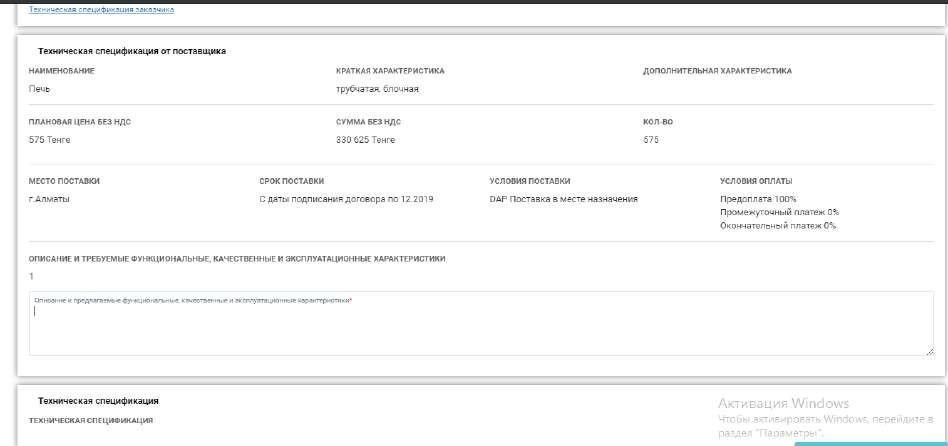 Техническая спецификация заказчика
Техническая спецификация от поставщика
НАИМЕНОВАНИЕ КРАТКАЯ ХАРАКТЕРИСТИКА ДОПОЛНИТЕЛЬНАЯ ХАРАКТЕРИСТИКА
Печь трубчатая, блочная
ПЛАНОВАЯ ЦЕНА БЕЗ НДС СУММА БЕЗ НДС КОЛ-ВО
575 Тенге 330 625 Тенге 575
МЕСТО ПОСТАВКИ СРОК ПОСТАВКИ УСЛОВИЯ ПОСТАВКИ УСЛОВИЯ ОПЛАТЫ
г.Алматы С даты подписания договора по 12.2019 DAP Поставка в месте назначения Предоплата 100%
Промежуточный платеж 0%
Окончательный платеж 0%
ОПИСАНИЕ И ТРЕБУЕМЫЕ ФУНКЦИОНАЛЬНЫЕ, КАЧЕСТВЕННЫЕ И ЭКСПЛУАТАЦИОННЫЕ ХАРАКТЕРИСТИКИ
1
Описание и предлагаемые функциональные, качественные и эксплуатационные характеристики*
Техническая спецификация
ТЕХНИЧЕСКАЯ СПЕЦИФИКАЦИЯ
Активация Windows
Чтобы активировать Windows, перейдите в
раздел "Параметры".